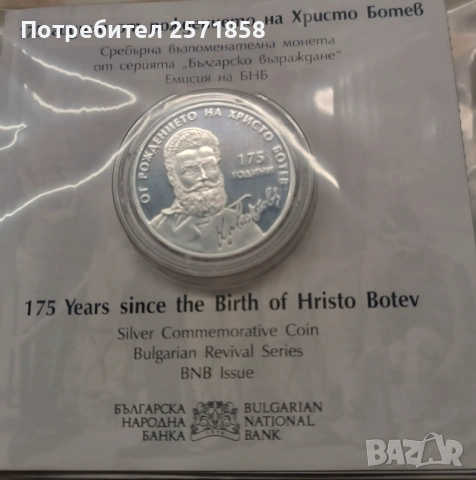 Потребител 2571858
рождението на Христо Ботев
Сребърна възпоменателна монета
от серията „Българско възраждане“
Емисия на БНБ
ОТ РОЖДЕНИЕТО НА ХРИСТО БОТЕВ
175
ГОДИНИ
175 Years since the Birth of Hristo Botev
Silver Commemorative Coin
Bulgarian Revival Series
BNB Issue
БЪЛГАРСКА
НАРОДНА
БАНКА
BULGARIAN
NATIONAL
BANK
BAZAR